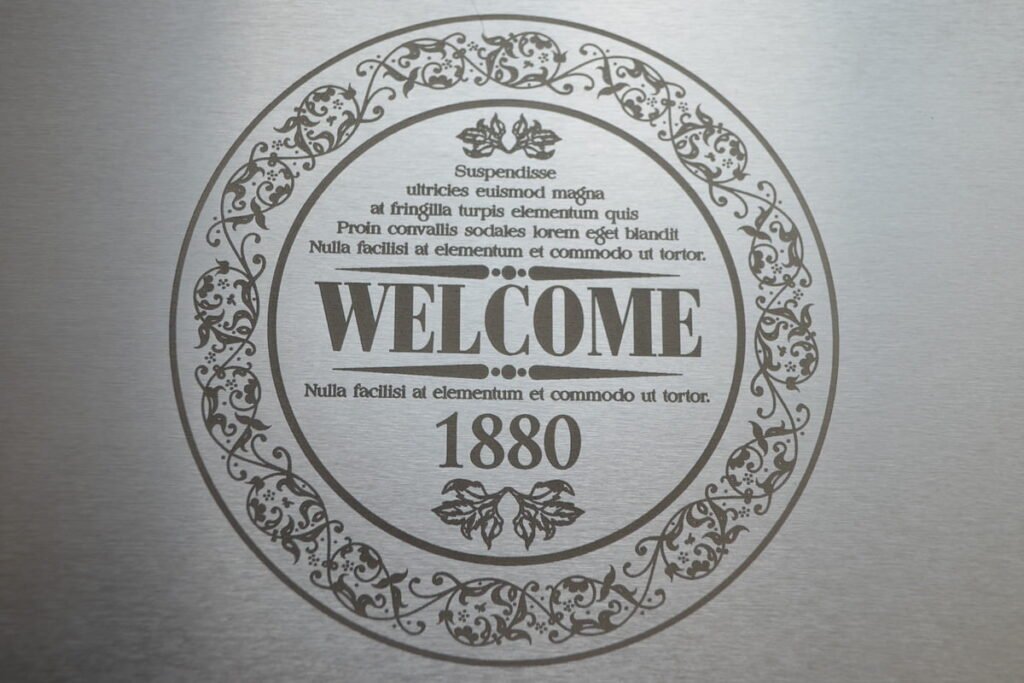 Suspendisse
ultricies euismod magna
at fringilla turpis elementum quis
Proin convallis sodales lorem eget blandit
Nulla facilisi at elementum et commodo ut tortor.
WELCOME
Nulla facilisi at elementum et commodo ut tortor.
1880